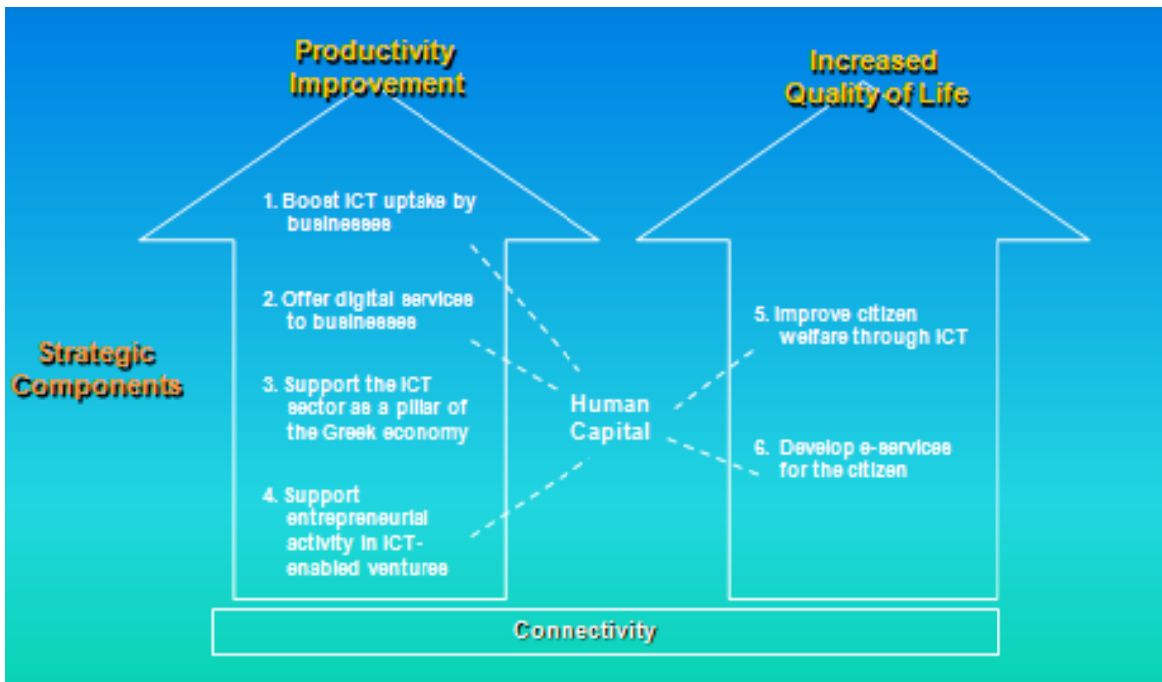 Productivity
Improvement
Increased
Quality of Life
1. Boost ICT uptake by
businesses
2. Offer digital services
to businesses
3. Support the ICT
sector as a pillar of
the Greek economy
4. Support
entrepreneurial
activity in ICT-
enabled ventures
Strategic
Components
Human
Capital
5. Improve citizen
welfare through ICT
6. Develop e-services
for the citizen
Connectivity